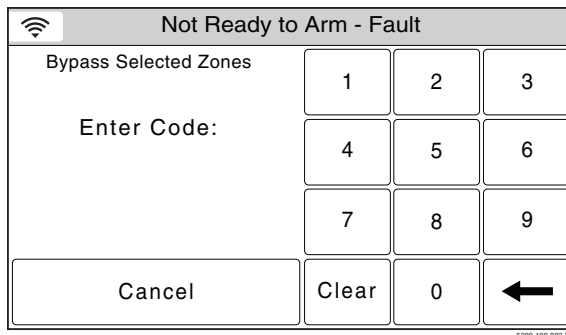 Not Ready to Arm - Fault
Bypass Selected Zones
Enter Code:
1 2 3
4 5 6
7 8 9
Cancel Clear 0